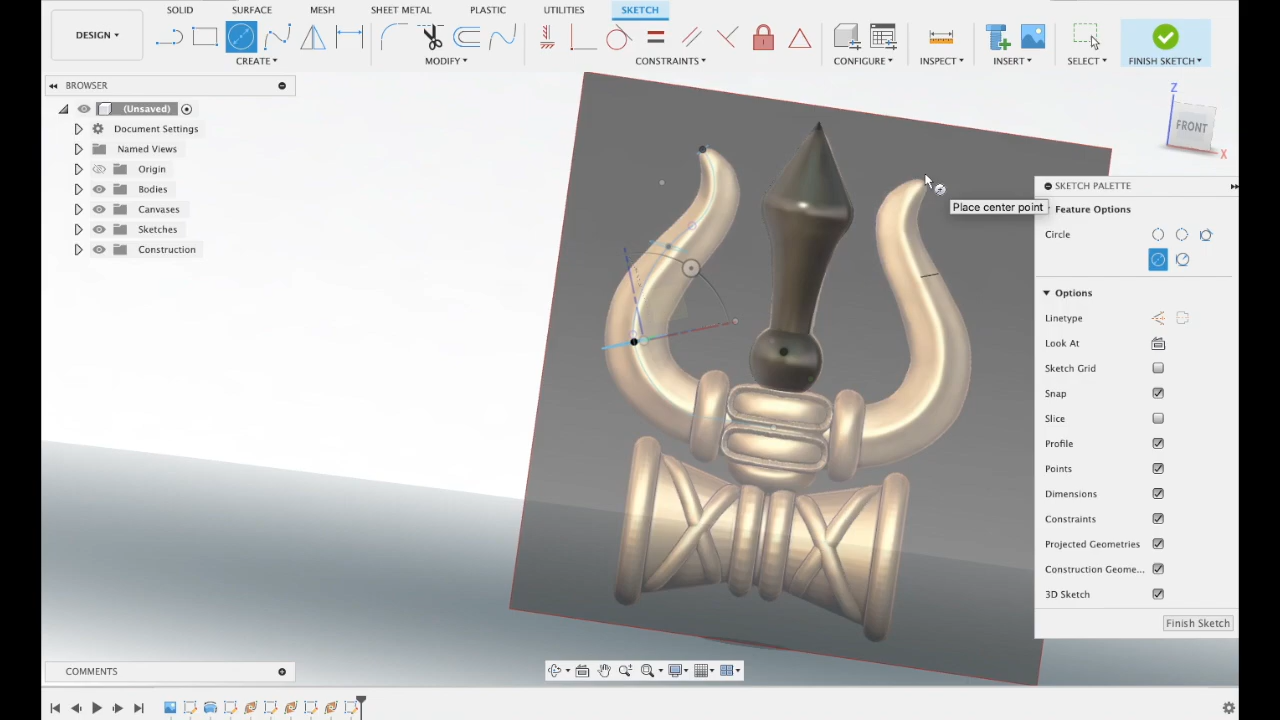 SOLID SURFACE MESH SHEET METAL PLASTIC UTILITIES SKETCH
DESIGN
CREATE MODIFY CONSTRAINTS CONFIGURE INSPECT INSERT SELECT FINISH SKETCH
BROWSER
(Unsaved)
Document Settings
Named Views
Origin
Bodies
Canvases
Sketches
Construction
Z
FRONT
X
Place center point
SKETCH PALETTE
Feature Options
Circle
Options
Linetype
Look At
Sketch Grid
Snap
Slice
Profile
Points
Dimensions
Constraints
Projected Geometries
Construction Geome...
3D Sketch
Finish Sketch
COMMENTS